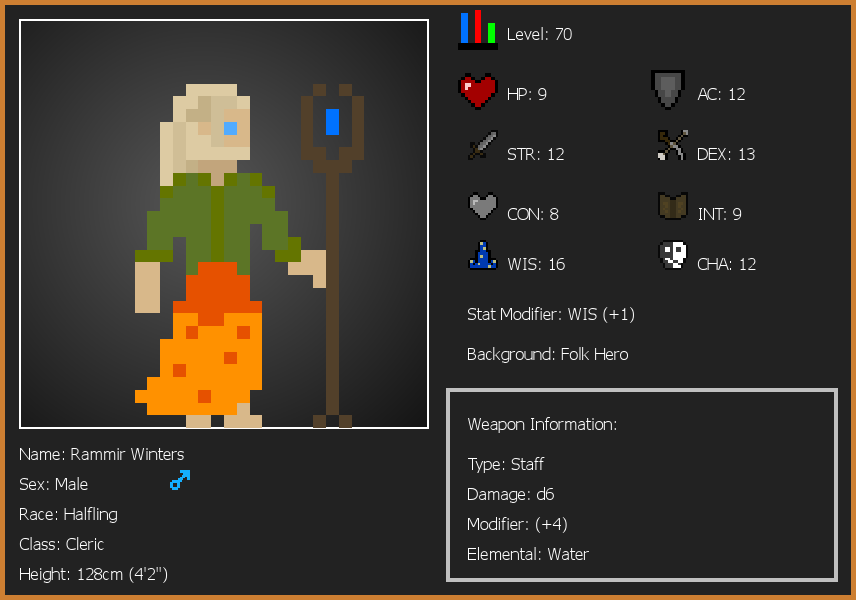 Level: 70
HP: 9
AC: 12
STR: 12
DEX: 13
CON: 8
INT: 9
WIS: 16
CHA: 12
Stat Modifier: WIS (+1)
Background: Folk Hero
Weapon Information:
Type: Staff
Damage: d6
Modifier: (+4)
Elemental: Water
Name: Rammir Winters
Sex: Male
Race: Halfling
Class: Cleric
Height: 128cm (4'2")